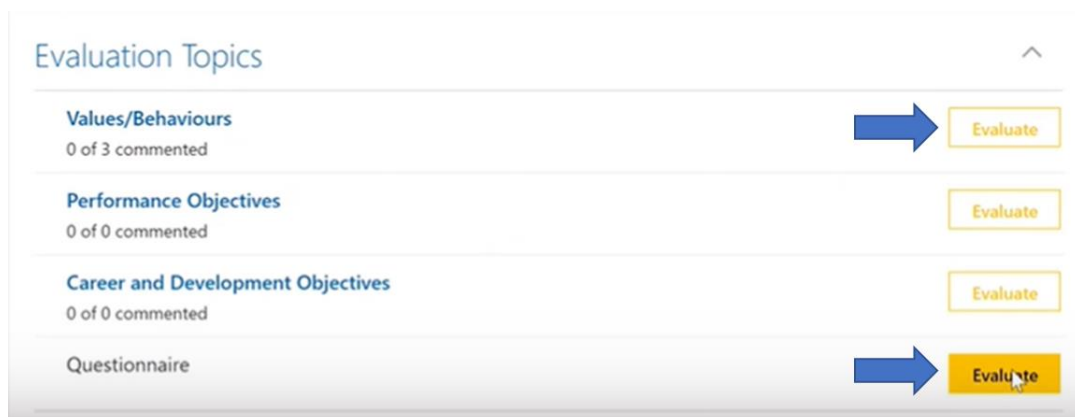 Evaluation Topics
Values/Behaviours
Evaluate
0 of 3 commented
Performance Objectives
Evaluate
0 of 0 commented
Career and Development Objectives
Evaluate
0 of 0 commented
Questionnaire
Evaluate